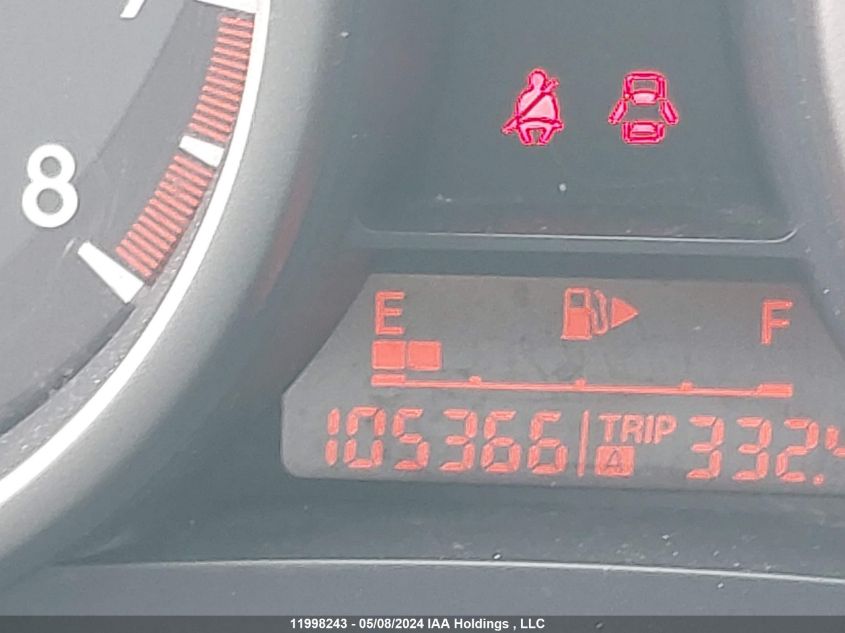 8
E F
105366 TRIP A 332.
11998243 - 05/08/2024 IAA Holdings , LLC